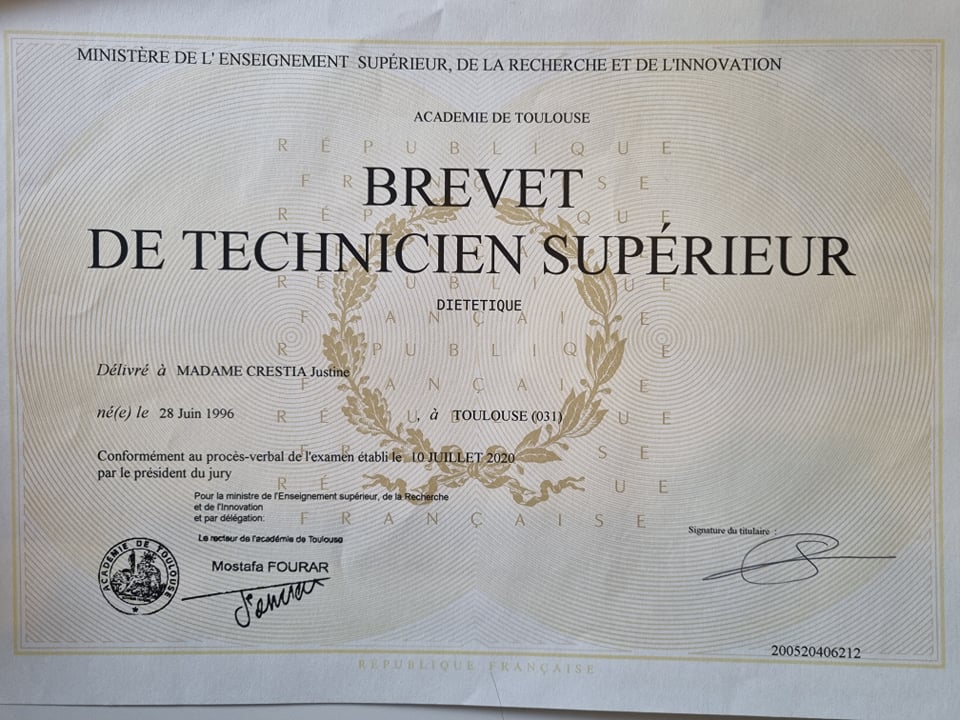 MINISTÈRE DE L' ENSEIGNEMENT SUPÉRIEUR, DE LA RECHERCHE ET DE L'INNOVATION
ACADEMIE DE TOULOUSE
RÉPUBLIQUE
FRANÇAISE
BREVET
DE TECHNICIEN SUPÉRIEUR
DIETETIQUE
Délivré à MADAME CRESTIA Justine
né(e) le 28 Juin 1996 , à TOULOUSE (031)
Conformément au procès-verbal de l'examen établi le 10 JUILLET 2020
par le président du jury
Pour la ministre de l'Enseignement supérieur, de la Recherche
et de l'Innovation
et par délégation:
Le recteur de l'académie de Toulouse
Mostafa FOURAR
ACADEMIE DE TOULOUSE
Signature du titulaire :
200520406212
RÉPUBLIQUE FRANÇAISE